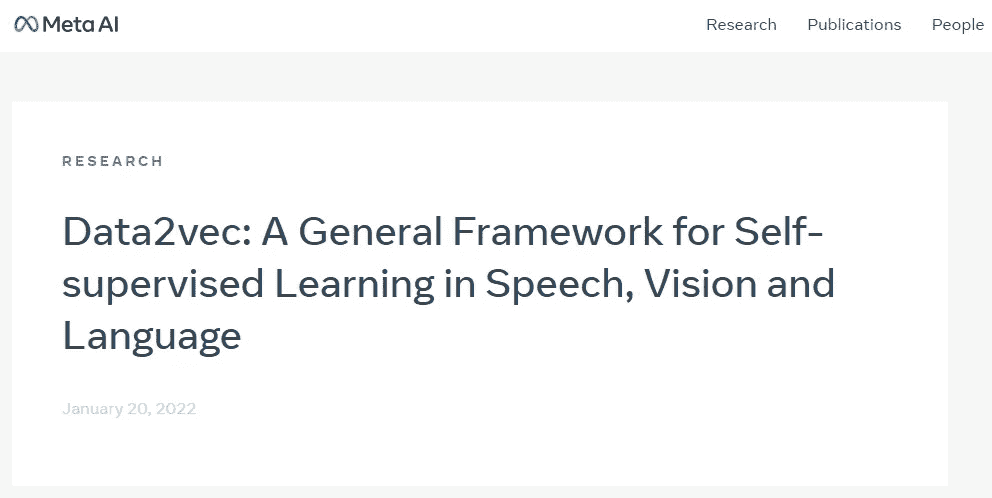 Meta AI
Research Publications People
RESEARCH
Data2vec: A General Framework for Self-
supervised Learning in Speech, Vision and
Language
January 20, 2022